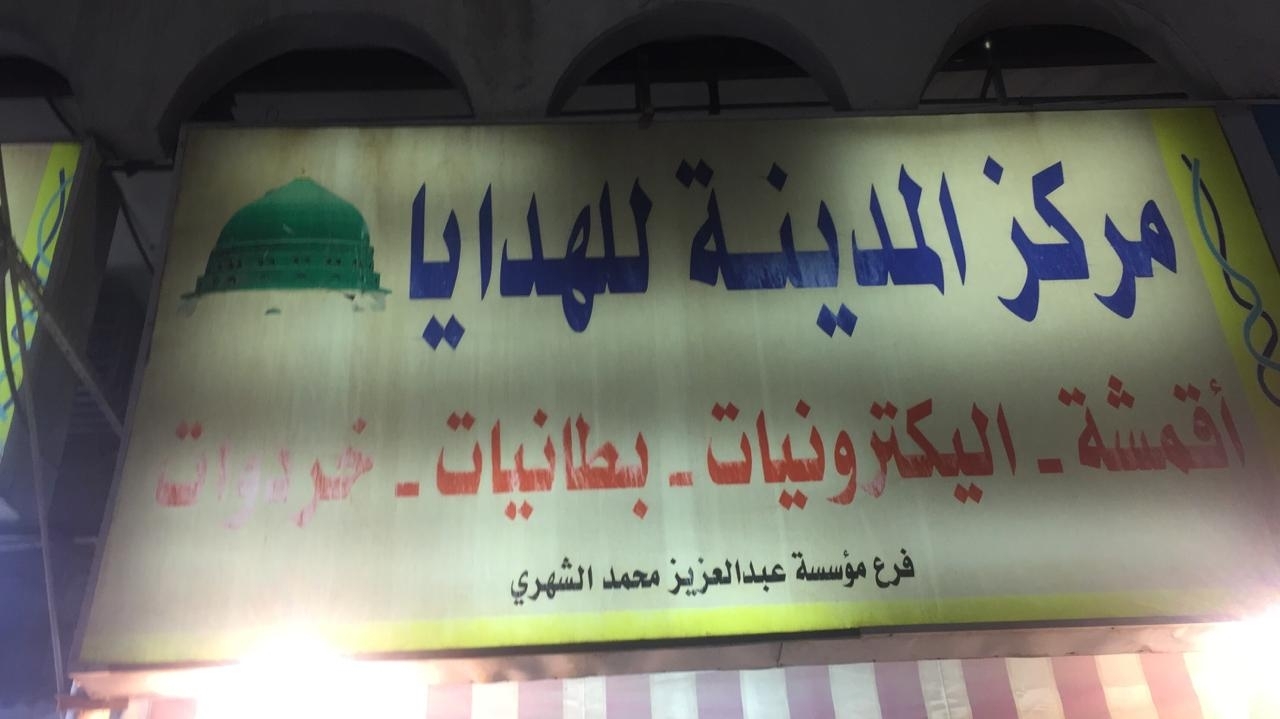 مركز المدينة للهدايا
أقمشة - اليكترونيات - بطانيات - خردوات
فرع مؤسسة عبدالعزيز محمد الشهري